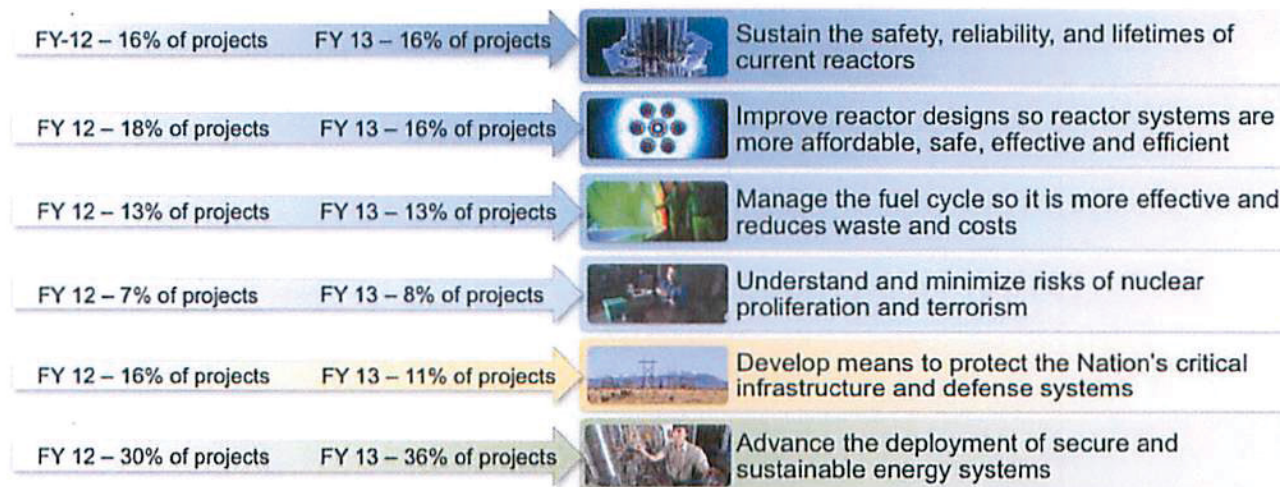 FY-12 – 16% of projects FY 13 – 16% of projects
Sustain the safety, reliability, and lifetimes of
current reactors
FY 12 – 18% of projects FY 13 – 16% of projects
Improve reactor designs so reactor systems are
more affordable, safe, effective and efficient
FY 12 – 13% of projects FY 13 – 13% of projects
Manage the fuel cycle so it is more effective and
reduces waste and costs
FY 12 – 7% of projects FY 13 – 8% of projects
Understand and minimize risks of nuclear
proliferation and terrorism
FY 12 – 16% of projects FY 13 – 11% of projects
Develop means to protect the Nation's critical
infrastructure and defense systems
FY 12 – 30% of projects FY 13 – 36% of projects
Advance the deployment of secure and
sustainable energy systems